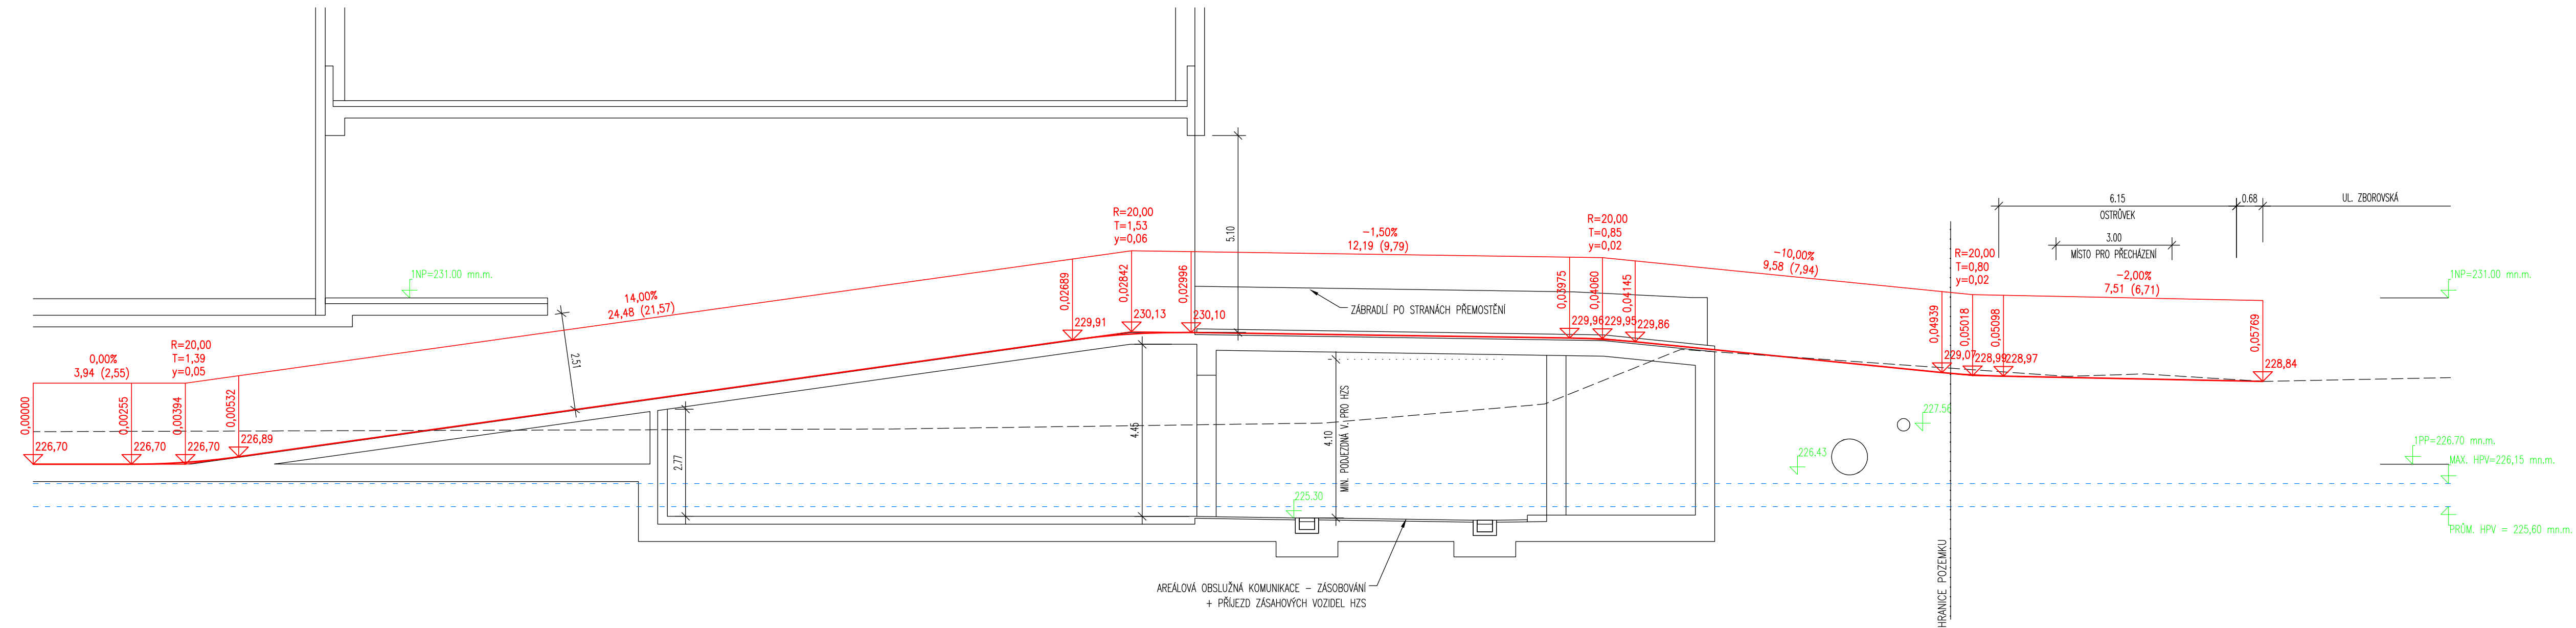 0,00%
3,94 (2,55)
R=20,00
T=1,39
y=0,05
0,00000
0,00255
0,00394
0,00532
226,70
226,70
226,70
226,89
1NP=231.00 mn.m.
14,00%
24,48 (21,57)
2.51
2.77
R=20,00
T=1,53
y=0,06
0,02689
0,02842
0,02996
229,91
230,13
230,10
4.45
5.10
-1,50%
12,19 (9,79)
ZÁBRADLÍ PO STRANÁCH PŘEMOSTĚNÍ
4.10
MIN. PODJEZDNÁ V. PRO HZS
225.30
AREÁLOVÁ OBSLUŽNÁ KOMUNIKACE - ZÁSOBOVÁNÍ
+ PŘÍJEZD ZÁSAHOVÝCH VOZIDEL HZS
R=20,00
T=0,85
y=0,02
0,03975
0,04060
0,04145
229,96
229,95
229,86
-10,00%
9,58 (7,94)
226.43
227.56
HRANICE POZEMKU
R=20,00
T=0,80
y=0,02
0,04939
0,05018
0,05098
229,07
228,99
228,97
6.15
OSTRŮVEK
0.68
UL. ZBOROVSKÁ
3.00
MÍSTO PRO PŘECHÁZENÍ
-2,00%
7,51 (6,71)
0,05769
228,84
1NP=231.00 mn.m.
1PP=226.70 mn.m.
MAX. HPV=226,15 mn.m.
PRŮM. HPV = 225,60 mn.m.